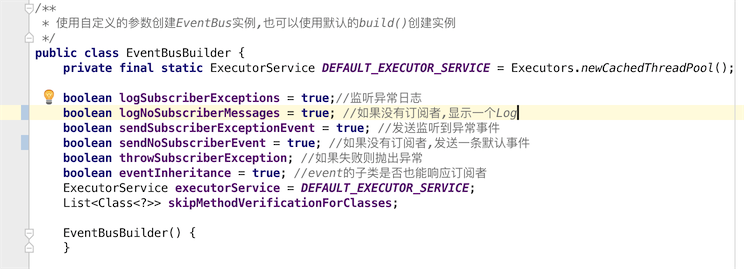 /**
 * 使用自定义的参数创建EventBus实例,也可以使用默认的build()创建实例
 */
public class EventBusBuilder {
    private final static ExecutorService DEFAULT_EXECUTOR_SERVICE = Executors.newCachedThreadPool();
    boolean logSubscriberExceptions = true;//监听异常日志
    boolean logNoSubscriberMessages = true; //如果没有订阅者,显示一个Log
    boolean sendSubscriberExceptionEvent = true; //发送监听到异常事件
    boolean sendNoSubscriberEvent = true; //如果没有订阅者,发送一条默认事件
    boolean throwSubscriberException; //如果失败则抛出异常
    boolean eventInheritance = true; //event的子类是否也能响应订阅者
    ExecutorService executorService = DEFAULT_EXECUTOR_SERVICE;
    List<Class<?>> skipMethodVerificationForClasses;
    EventBusBuilder() {
    }